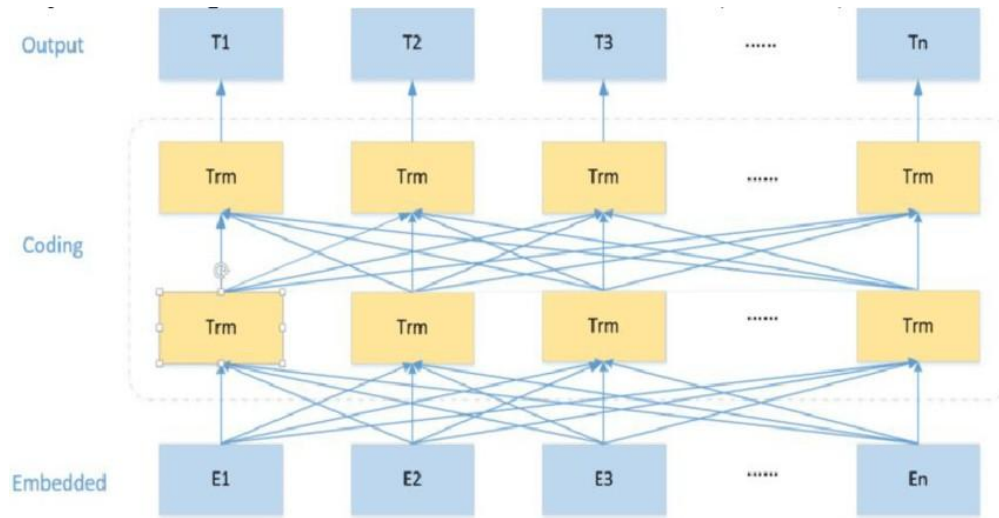 Output T1 T2 T3 ...... Tn
Trm Trm Trm ...... Trm
Coding
Trm Trm Trm ...... Trm
Embedded E1 E2 E3 ...... En